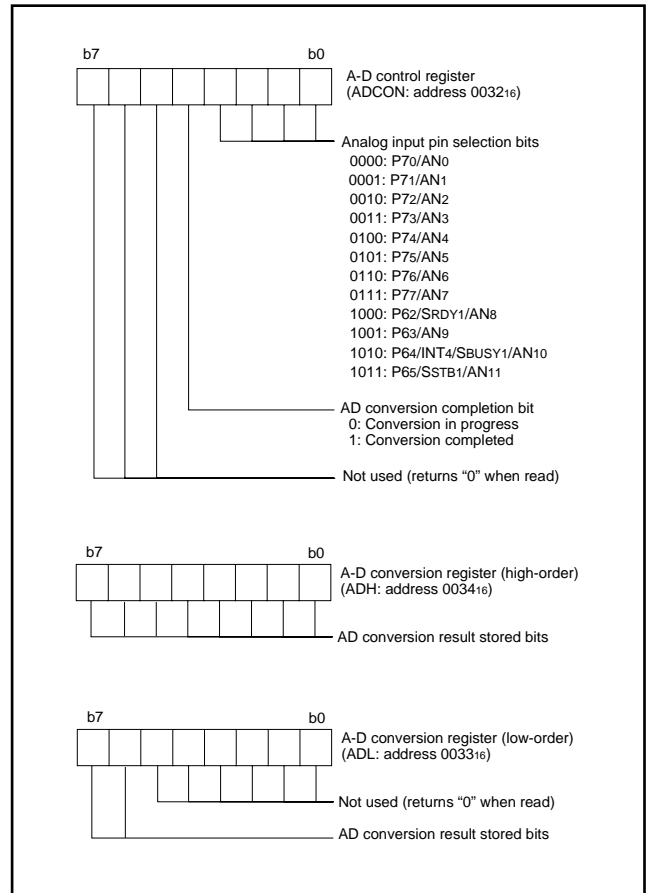 b7 b0
A-D control register
(ADCON: address 003216)
Analog input pin selection bits
0000: P70/AN0
0001: P71/AN1
0010: P72/AN2
0011: P73/AN3
0100: P74/AN4
0101: P75/AN5
0110: P76/AN6
0111: P77/AN7
1000: P62/SRDY1/AN8
1001: P63/AN9
1010: P64/INT4/SBUSY1/AN10
1011: P65/SSTB1/AN11
AD conversion completion bit
0: Conversion in progress
1: Conversion completed
Not used (returns “0” when read)
b7 b0
A-D conversion register (high-order)
(ADH: address 003416)
AD conversion result stored bits
b7 b0
A-D conversion register (low-order)
(ADL: address 003316)
Not used (returns “0” when read)
AD conversion result stored bits